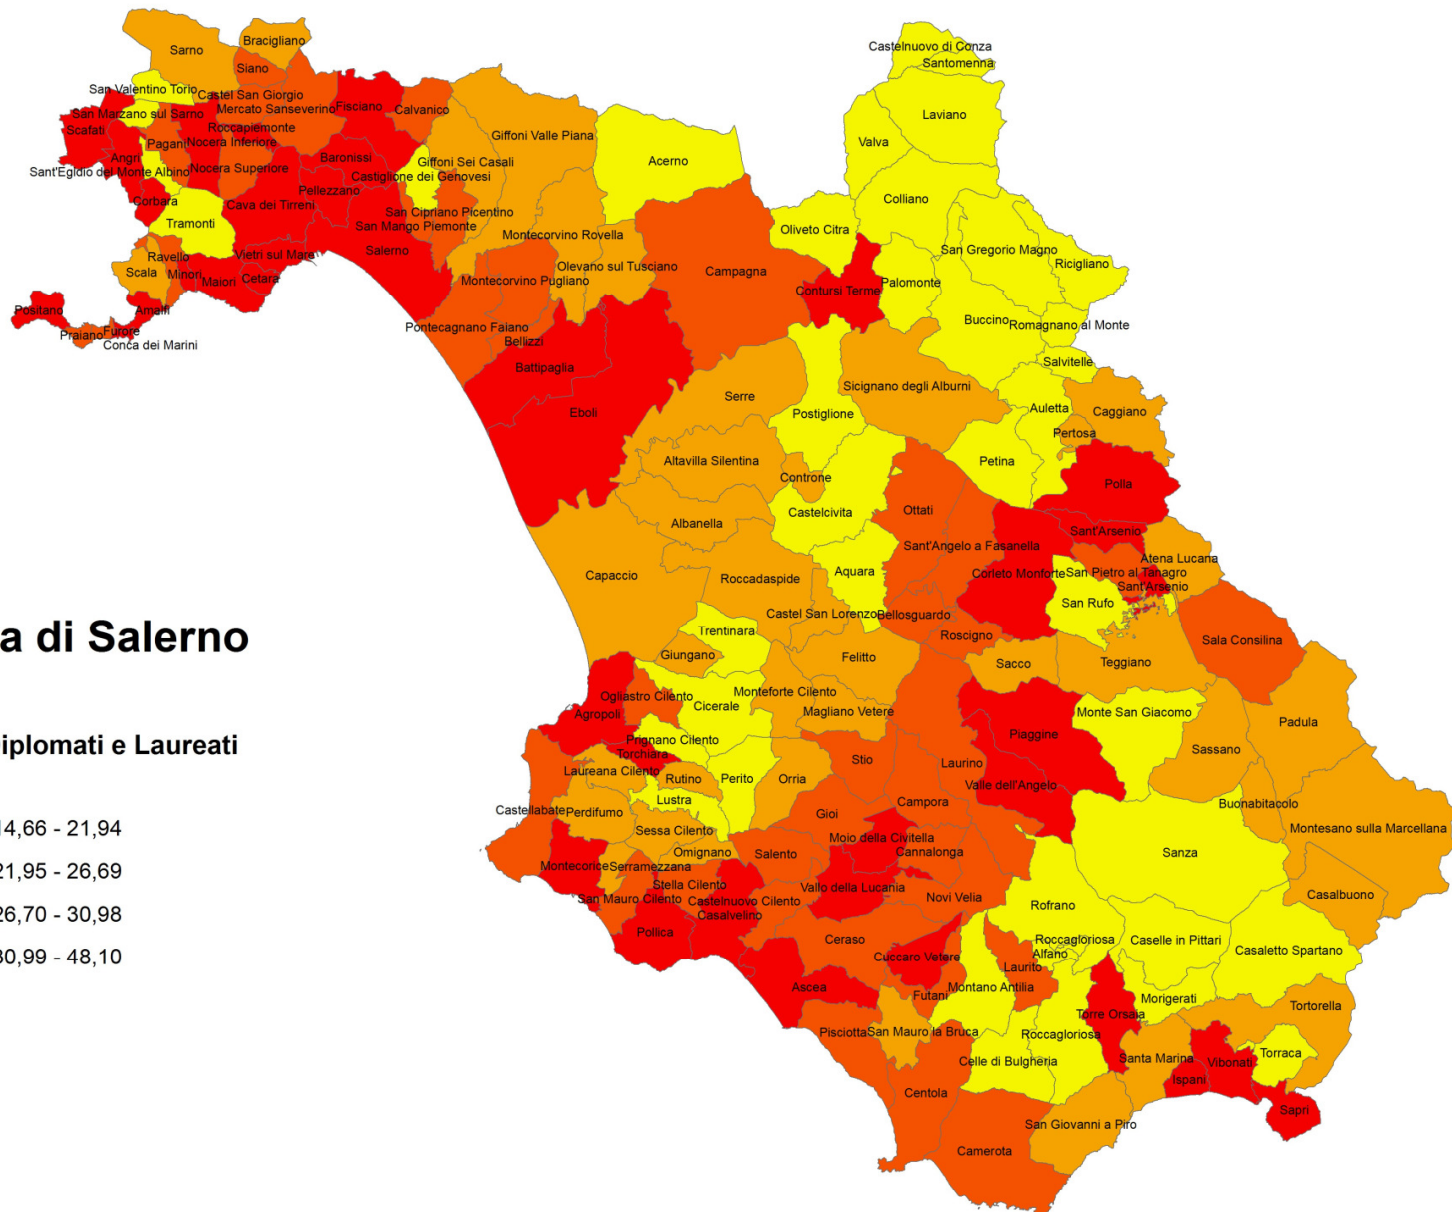 Castelnuovo di Conza
Santomenna
Bracigliano
Sarno
Siano
San Valentino Torio
Castel San Giorgio
Mercato Sanseverino
Fisciano
Calvanico
Laviano
San Marzano sul Sarno
Scafati
Roccapiemonte
Nocera Inferiore
Pagani
Giffoni Valle Piana
Valva
Angri
Baronissi
Giffoni Sei Casali
Acerno
Sant'Egidio del Monte Albino
Nocera Superiore
Castiglione dei Genovesi
Pellezzano
Corbara
Cava dei Tirreni
San Cipriano Picentino
Colliano
Tramonti
San Mango Piemonte
Montecorvino Rovella
Oliveto Citra
Salerno
San Gregorio Magno
Ravello
Vietri sul Mare
Scala
Minori
Maiori
Cetara
Olevano sul Tusciano
Campagna
Ricigliano
Montecorvino Pugliano
Contursi Terme
Palomonte
Positano
Amalfi
Praiano
Furore
Conca dei Marini
Pontecagnano Faiano
Bellizzi
Buccino
Romagnano al Monte
Battipaglia
Salvitelle
Sicignano degli Alburni
Serre
Eboli
Postiglione
Auletta
Caggiano
Pertosa
Altavilla Silentina
Petina
Controne
Polla
Albanella
Castelcivita
Ottati
Sant'Arsenio
Sant'Angelo a Fasanella
Atena Lucana
Capaccio
Roccadaspide
Aquara
Corleto Monforte
San Pietro al Tanagro
Sant'Arsenio
San Rufo
Castel San Lorenzo
Bellosguardo
Trentinara
Roscigno
Sala Consilina
a di Salerno
Giungano
Felitto
Sacco
Teggiano
Ogliastro Cilento
Monteforte Cilento
Cicerale
Agropoli
Magliano Vetere
Monte San Giacomo
Padula
iplomati e Laureati
Prignano Cilento
Torchiara
Piaggine
Sassano
Stio
Laurino
Laureana Cilento
Rutino
Perito
Orria
Valle dell'Angelo
Lustra
Campora
Buonabitacolo
Castellabate
Perdifumo
Gioi
14,66 - 21,94
Sessa Cilento
Moio della Civitella
Montesano sulla Marcellana
Omignano
Salento
Cannalonga
Sanza
Montecorice
Serramezzana
21,95 - 26,69
Stella Cilento
Vallo della Lucania
San Mauro Cilento
Castelnuovo Cilento
Novi Velia
Casalbuono
Casalvelino
Rofrano
26,70 - 30,98
Pollica
Ceraso
Roccagloriosa
Caselle in Pittari
Casaletto Spartano
Cuccaro Vetere
Alfano
30,99 - 48,10
Laurito
Ascea
Montano Antilia
Futani
Morigerati
Tortorella
Torre Orsaia
Pisciotta
San Mauro la Bruca
Roccagloriosa
Celle di Bulgheria
Santa Marina
Vibonati
Torraca
Ispani
Centola
Sapri
San Giovanni a Piro
Camerota